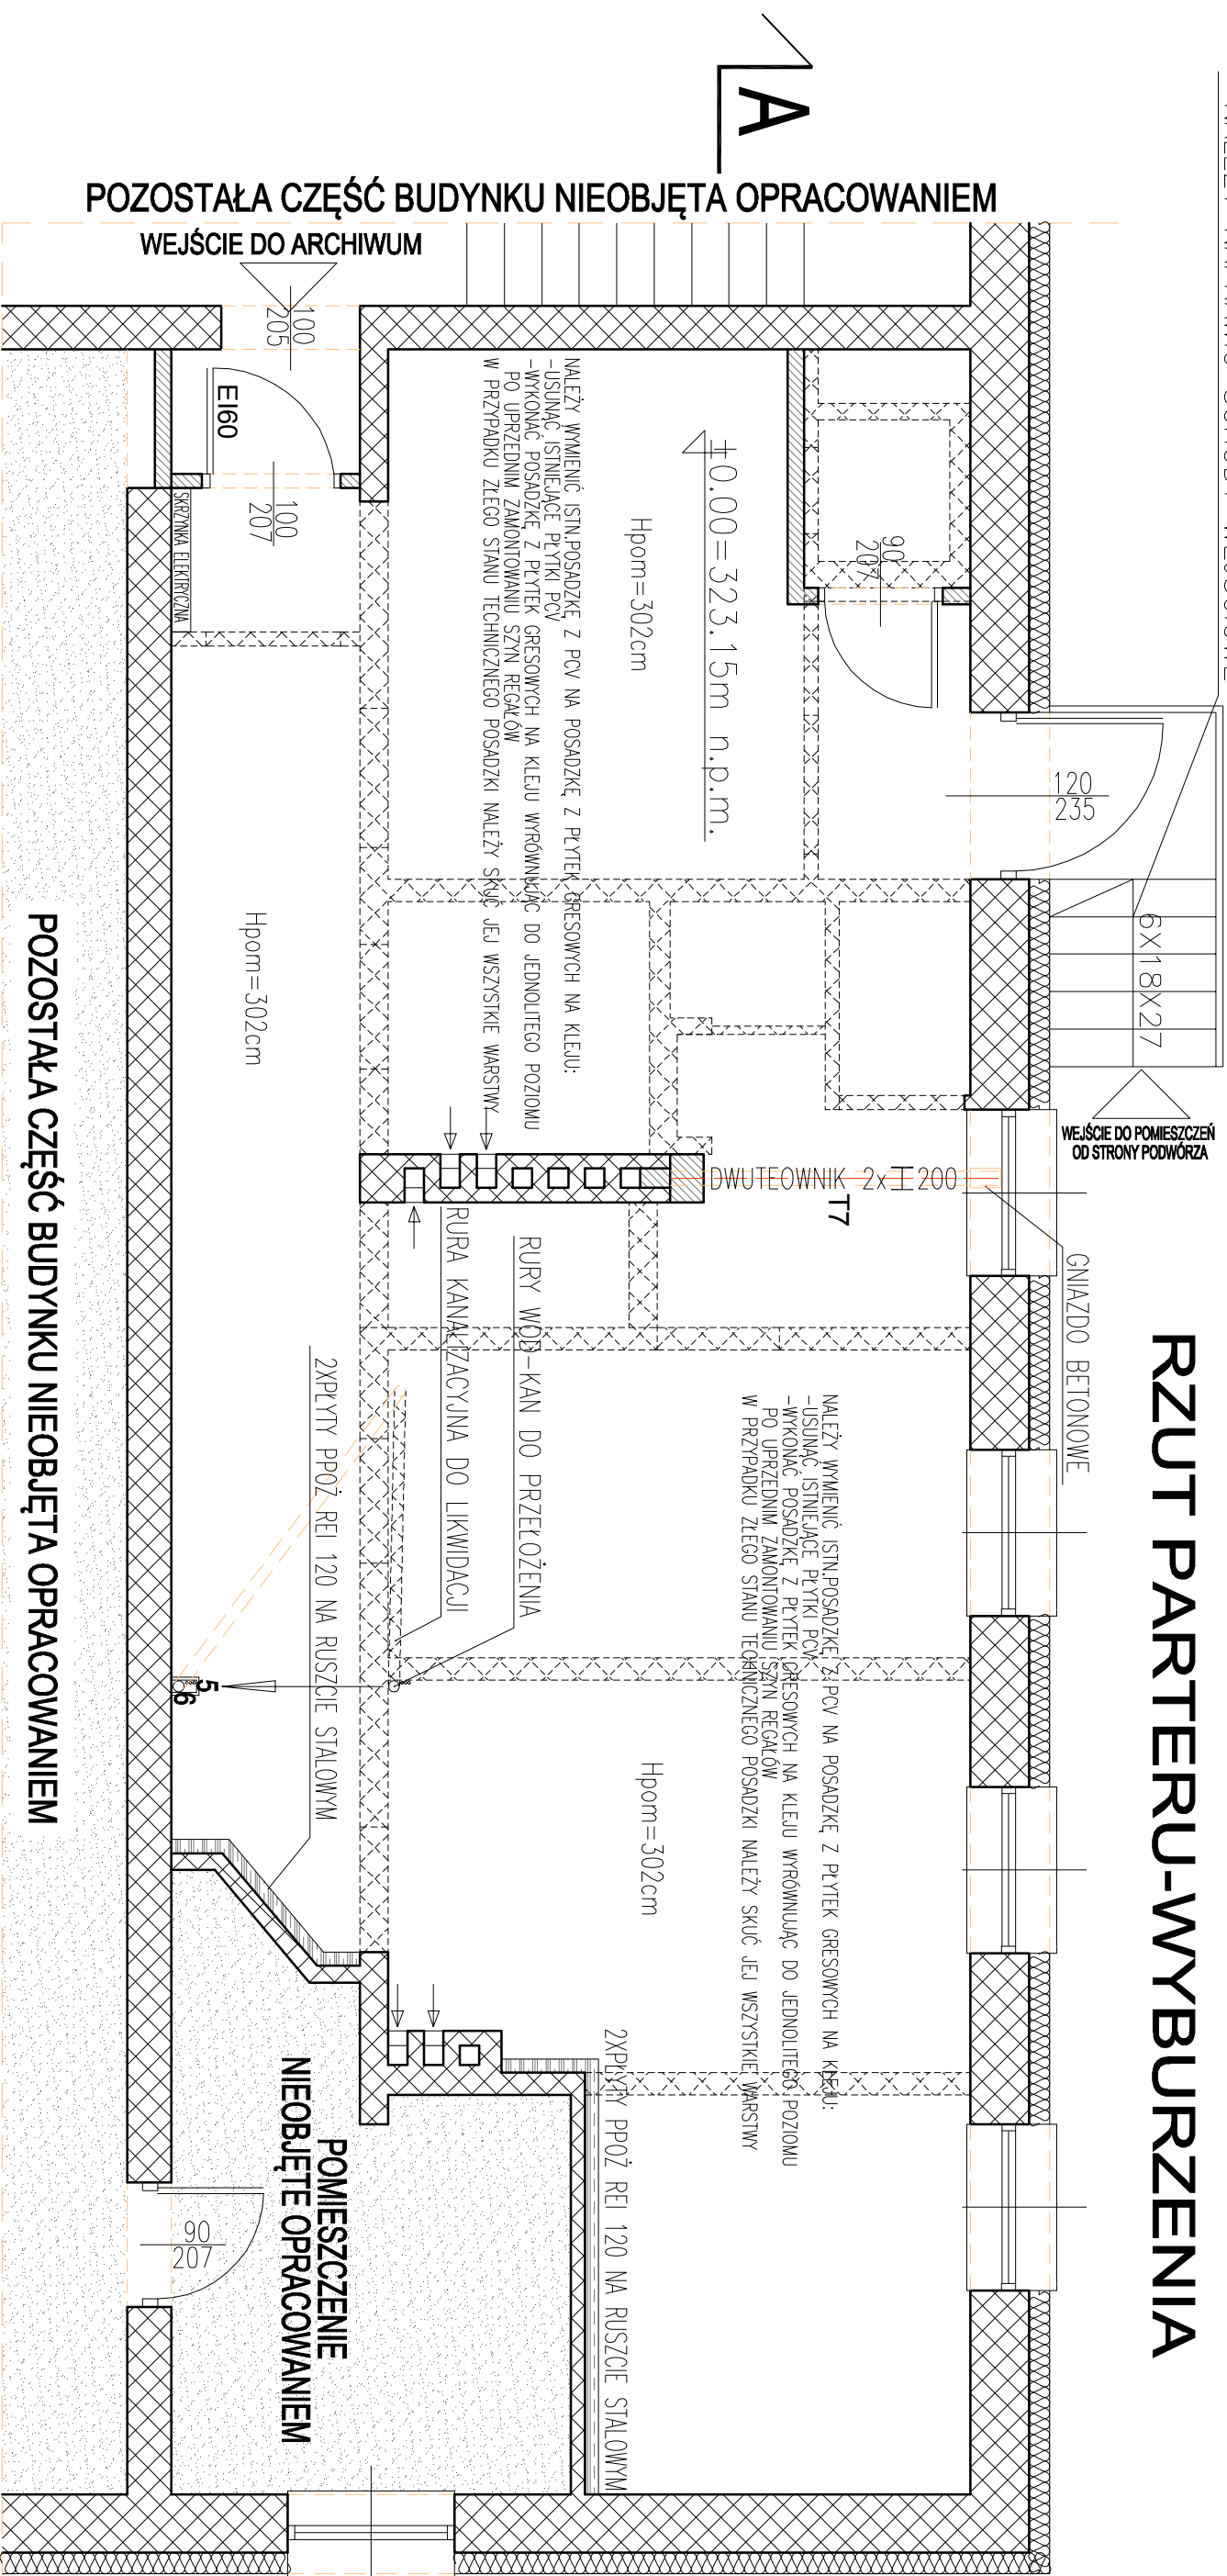 RZUT PARTERU-WYBURZENIA
A
POZOSTAŁA CZĘŚĆ BUDYNKU NIEOBJĘTA OPRACOWANIEM
WEJŚCIE DO ARCHIWUM
100
205
EI60
100
207
SKRZYNKA ELEKTRYCZNA
90
207
±0.00=323.15m n.p.m.
Hpom=302cm
NALEŻY WYMIENIĆ ISTN.POSADZKĘ Z PCV NA POSADZKĘ Z PŁYTEK GRESOWYCH NA KLEJU:
-USUNĄĆ ISTNIEJĄCE PŁYTKI PCV
-WYKONAĆ POSADZKĘ Z PŁYTEK GRESOWYCH NA KLEJU WYRÓWNUJĄC DO JEDNOLITEGO POZIOMU
PO UPRZEDNIM ZAMONTOWANIU SZYN REGAŁÓW
W PRZYPADKU ZŁEGO STANU TECHNICZNEGO POSADZKI NALEŻY SKUĆ JEJ WSZYSTKIE WARSTWY
120
235
6X18X27
WEJŚCIE DO POMIESZCZEŃ
OD STRONY PODWÓRZA
GNIAZDO BETONOWE
DWUTEOWNIK 2xI200
T7
Hpom=302cm
RURY WOD-KAN DO PRZEŁOŻENIA
RURA KANALIZACYJNA DO LIKWIDACJI
2XPŁYTY PPOŻ REI 120 NA RUSZCIE STALOWYM
5
6
NALEŻY WYMIENIĆ ISTN.POSADZKĘ Z PCV NA POSADZKĘ Z PŁYTEK GRESOWYCH NA KLEJU:
-USUNĄĆ ISTNIEJĄCE PŁYTKI PCV
-WYKONAĆ POSADZKĘ Z PŁYTEK GRESOWYCH NA KLEJU WYRÓWNUJĄC DO JEDNOLITEGO POZIOMU
PO UPRZEDNIM ZAMONTOWANIU SZYN REGAŁÓW
W PRZYPADKU ZŁEGO STANU TECHNICZNEGO POSADZKI NALEŻY SKUĆ JEJ WSZYSTKIE WARSTWY
Hpom=302cm
2XPŁYTY PPOŻ REI 120 NA RUSZCIE STALOWYM
POMIESZCZENIE
NIEOBJĘTE OPRACOWANIEM
90
207
POZOSTAŁA CZĘŚĆ BUDYNKU NIEOBJĘTA OPRACOWANIEM